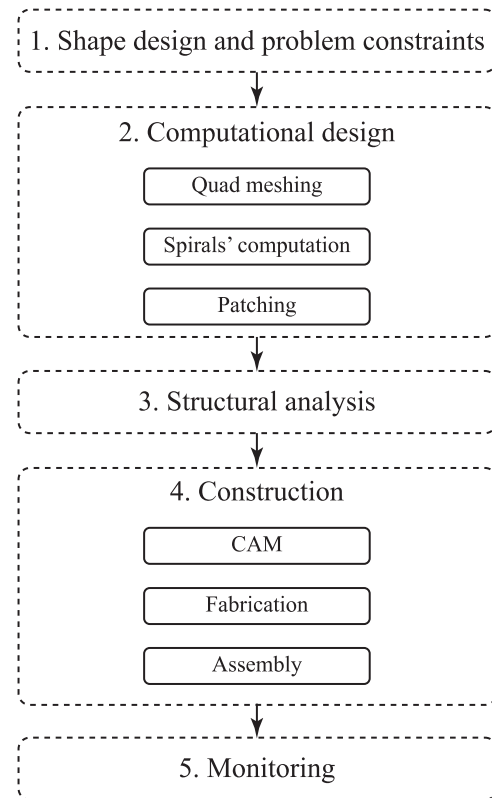 1. Shape design and problem constraints
2. Computational design
Quad meshing
Spirals’ computation
Patching
3. Structural analysis
4. Construction
CAM
Fabrication
Assembly
5. Monitoring